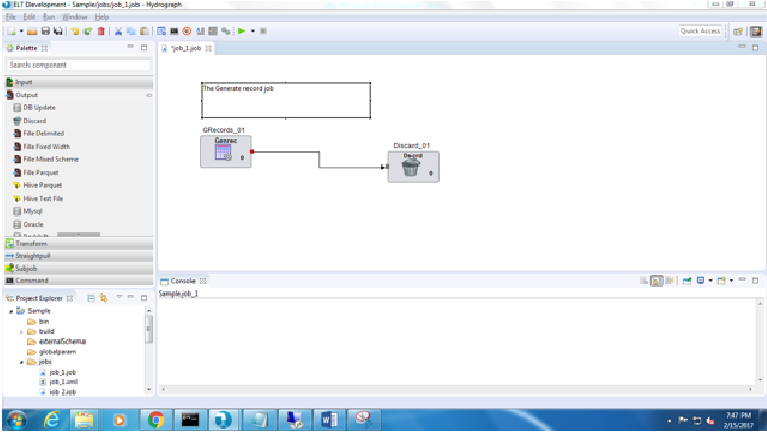 ELT Development - Sample/jobs/job_1.job - Hydrograph
File Edit Run Window Help
Quick Access
Palette
*job_1.job
Search component
Input
Output
DB Update
Discard
File Delimited
File Fixed Width
File Mixed Scheme
File Parquet
Hive Parquet
Hive Text File
Mysql
Oracle
Transform
Straightpull
Subjob
Command
The Generate record job
GRecords_01
Genrec
0
Discard_01
Discard
0
Project Explorer
Sample
bin
build
externalSchema
globalparam
jobs
job_1.job
job_1.xml
job_2.job
Console
Sample.job_1
7:47 PM
2/15/2017